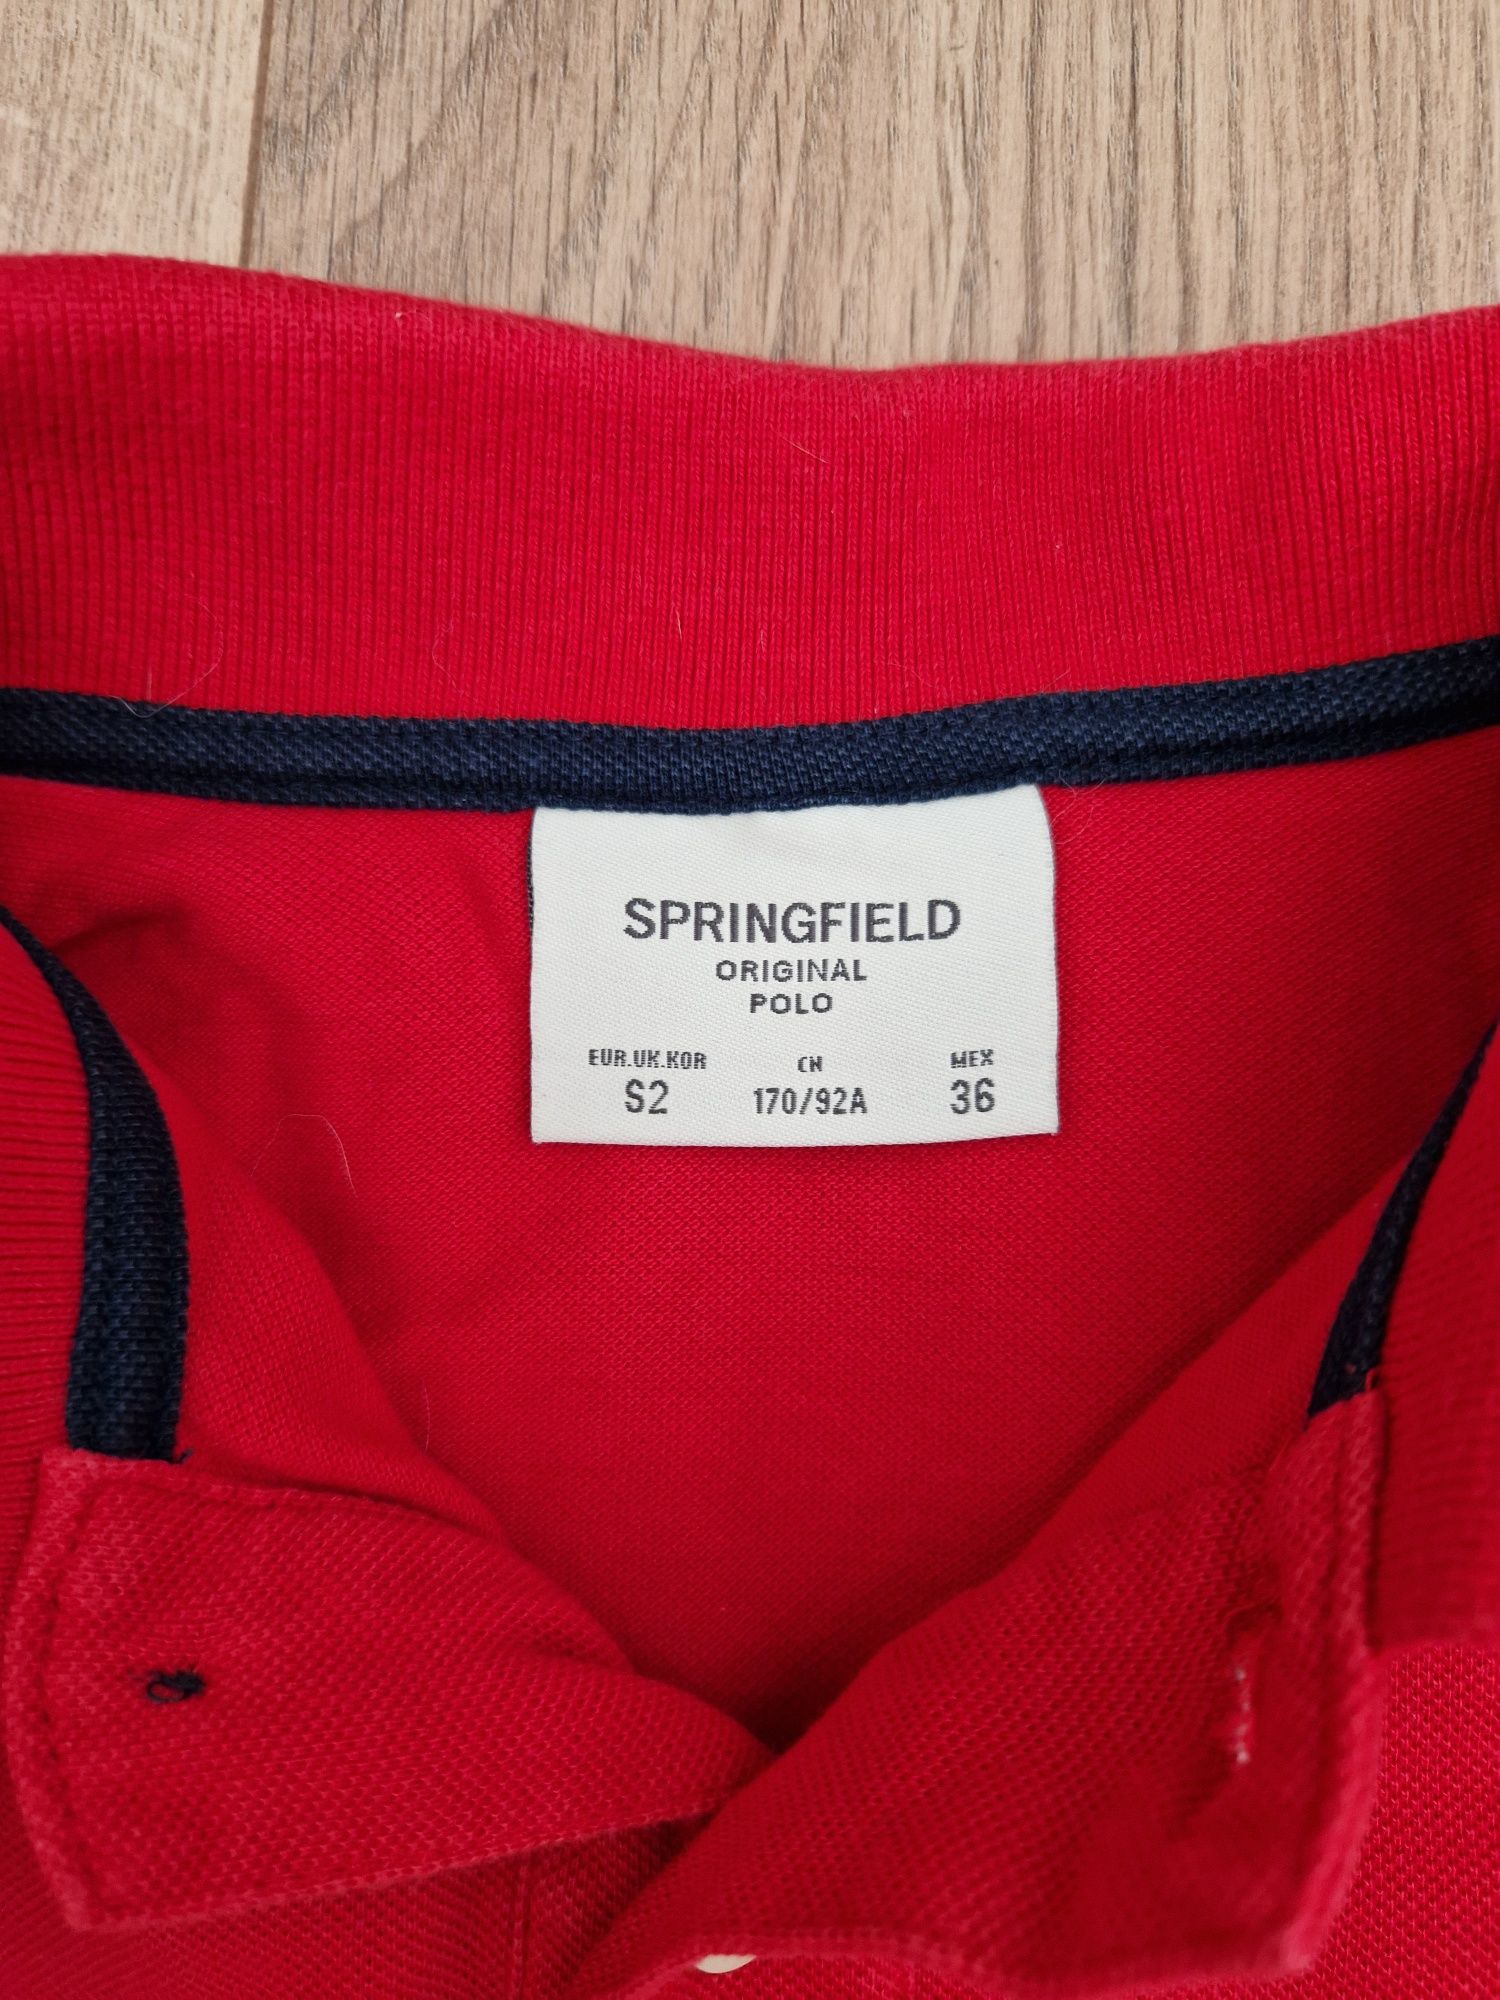 SPRINGFIELD
ORIGINAL
POLO
EUR.UK.KOR CN MEX
S2 170/92A 36